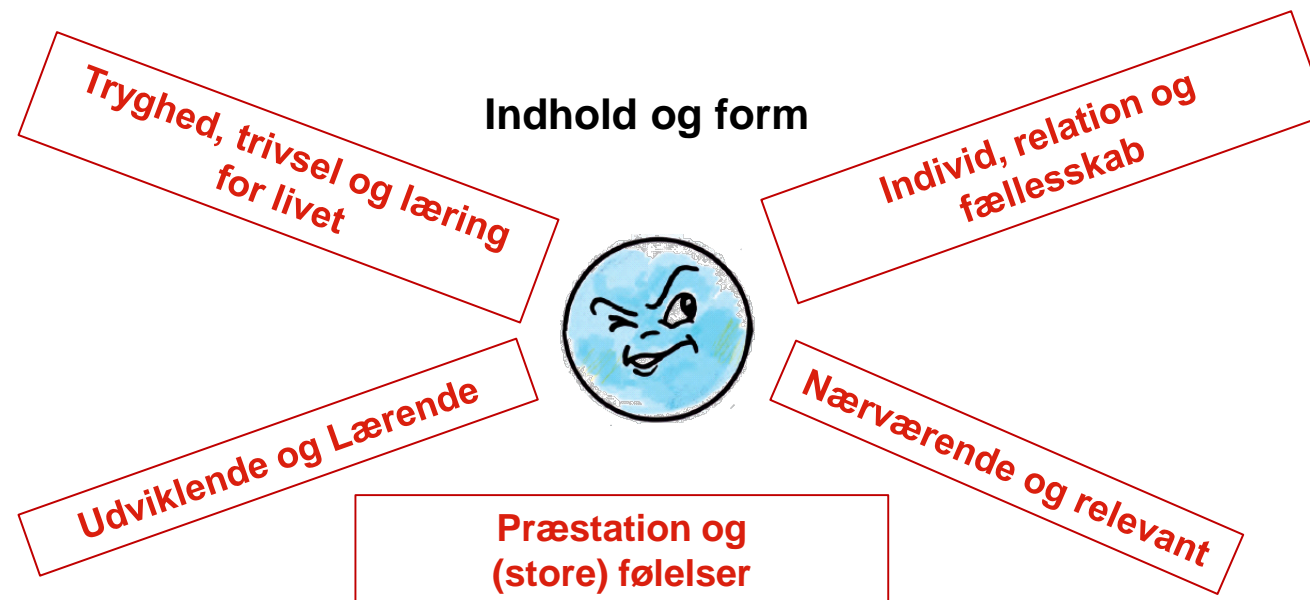 Indhold og form
Tryghed, trivsel og læring
for livet
Individ, relation og
fællesskab
Udviklende og Lærende
Nærværende og relevant
Præstation og
(store) følelser